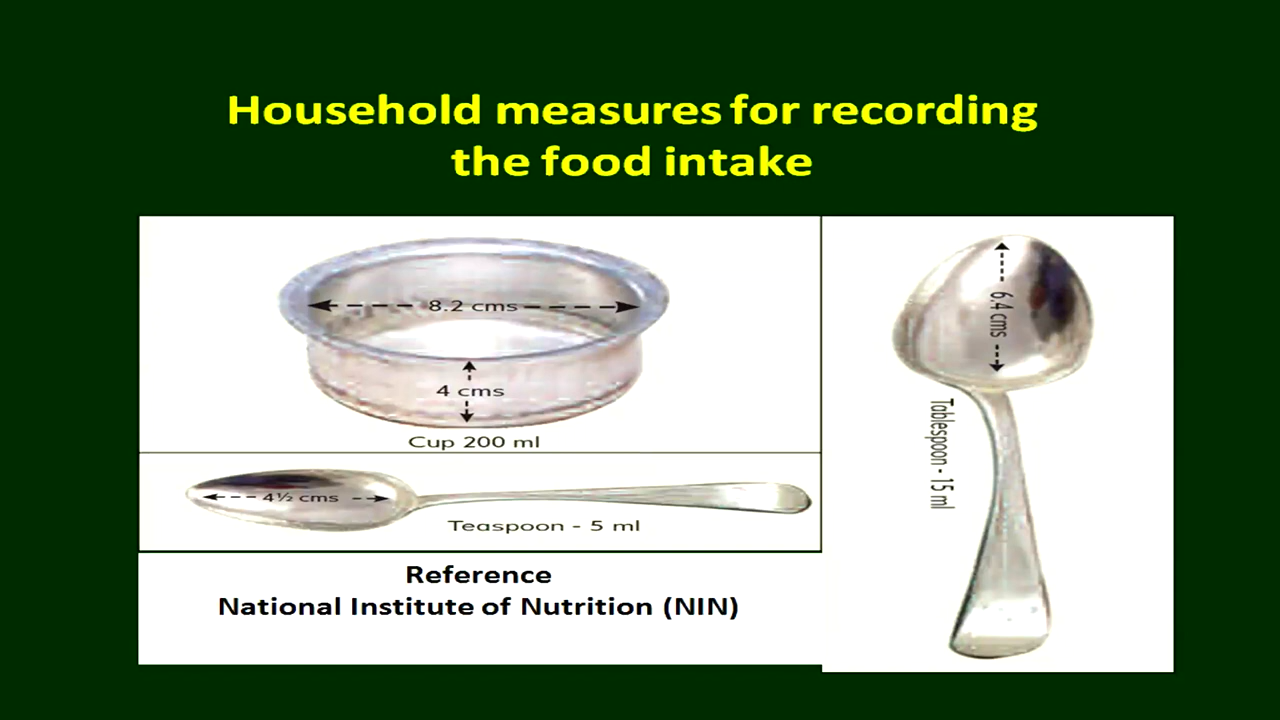 Household measures for recording
the food intake
8.2 cms
4 cms
Cup 200 ml
4½ cms
Teaspoon - 5 ml
6.4 cms
Tablespoon - 15 ml
Reference
National Institute of Nutrition (NIN)